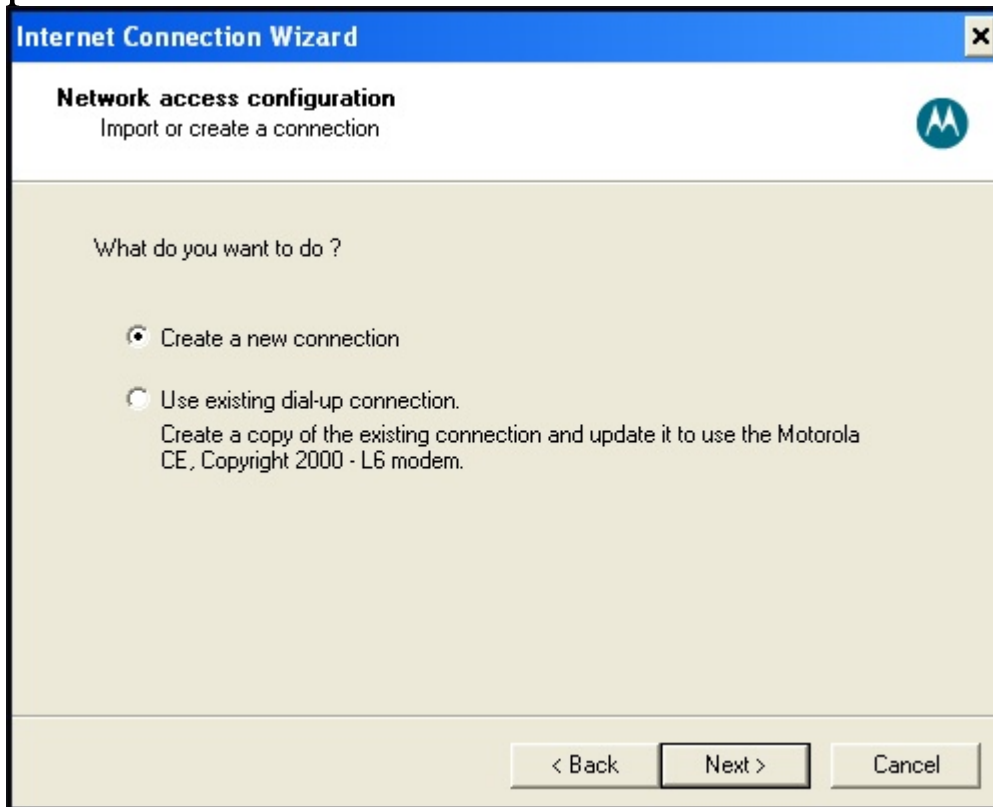 Internet Connection Wizard
Network access configuration
Import or create a connection
What do you want to do ?
Create a new connection
Use existing dial-up connection.
Create a copy of the existing connection and update it to use the Motorola
CE, Copyright 2000 - L6 modem.
< Back Next > Cancel